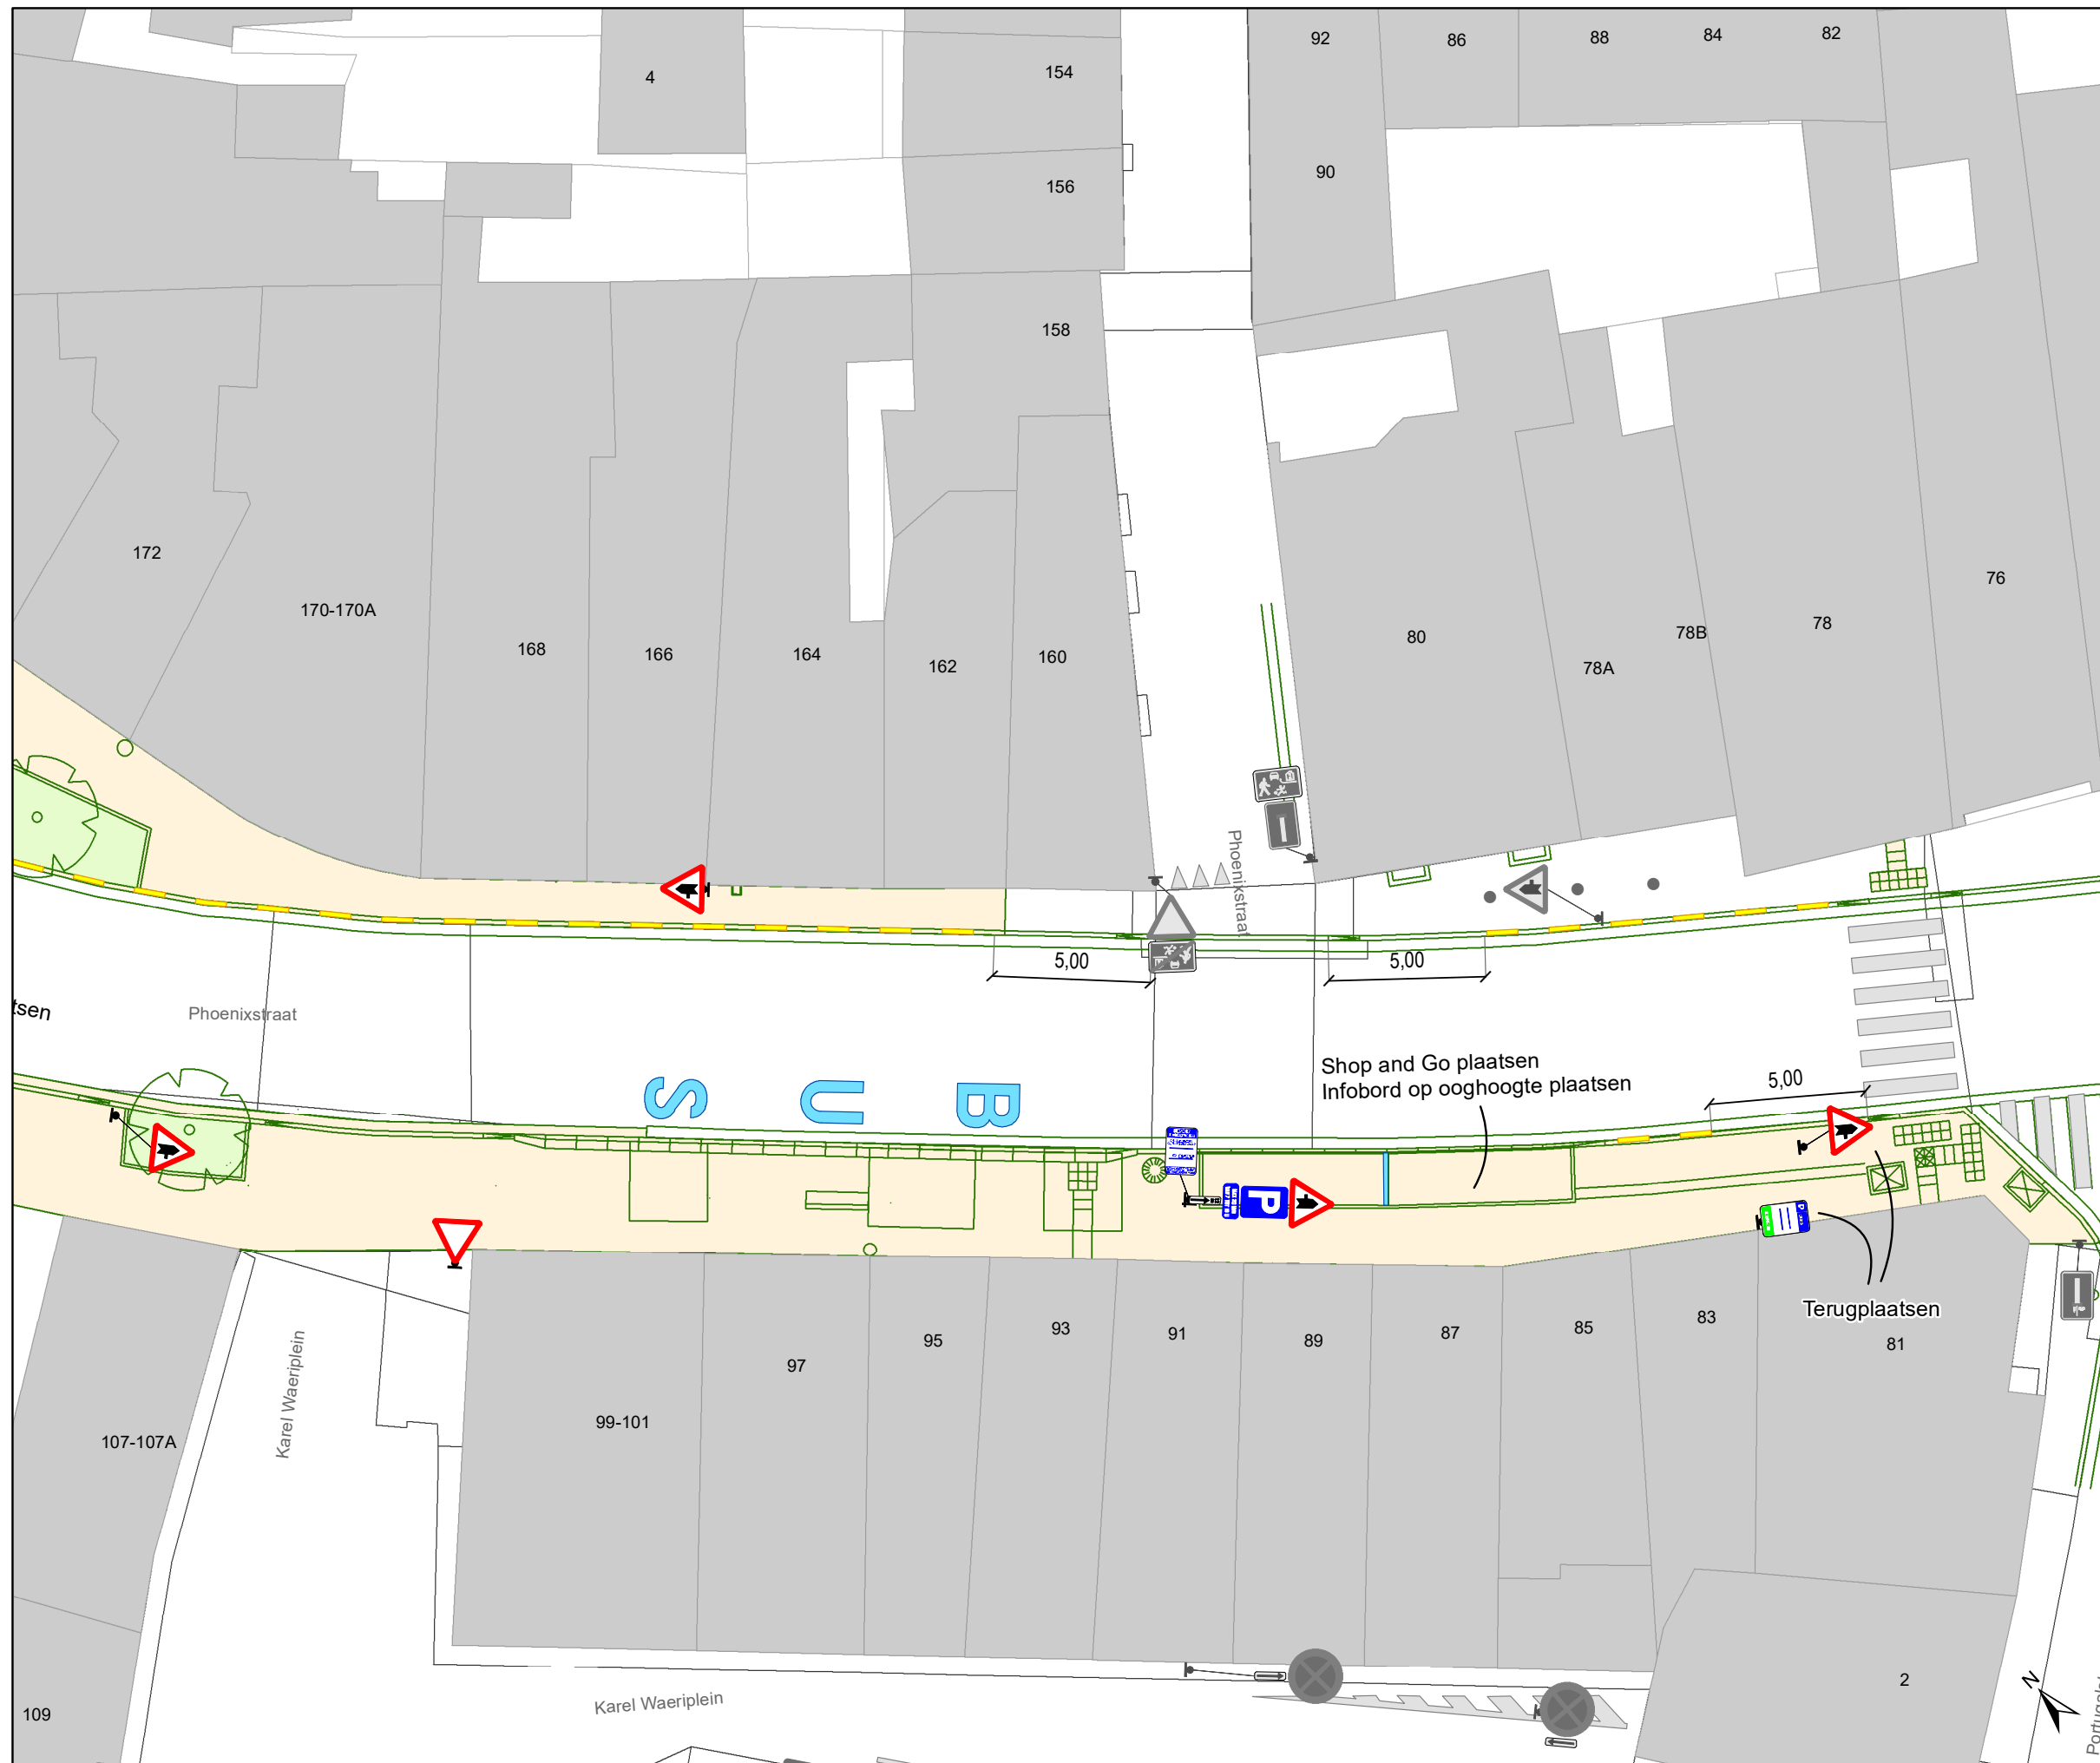 92
86
88
84
82
4
154
156
90
158
172
170-170A
168
166
164
162
160
80
78A
78B
78
76
Phoenixstraat
5,00
5,00
tsen
Phoenixstraat
Shop and Go plaatsen
Infobord op ooghoogte plaatsen
5,00
S U B
P
Terugplaatsen
107-107A
Karel Waeriplein
99-101
97
95
93
91
89
87
85
83
81
109
Karel Waeriplein
2
N